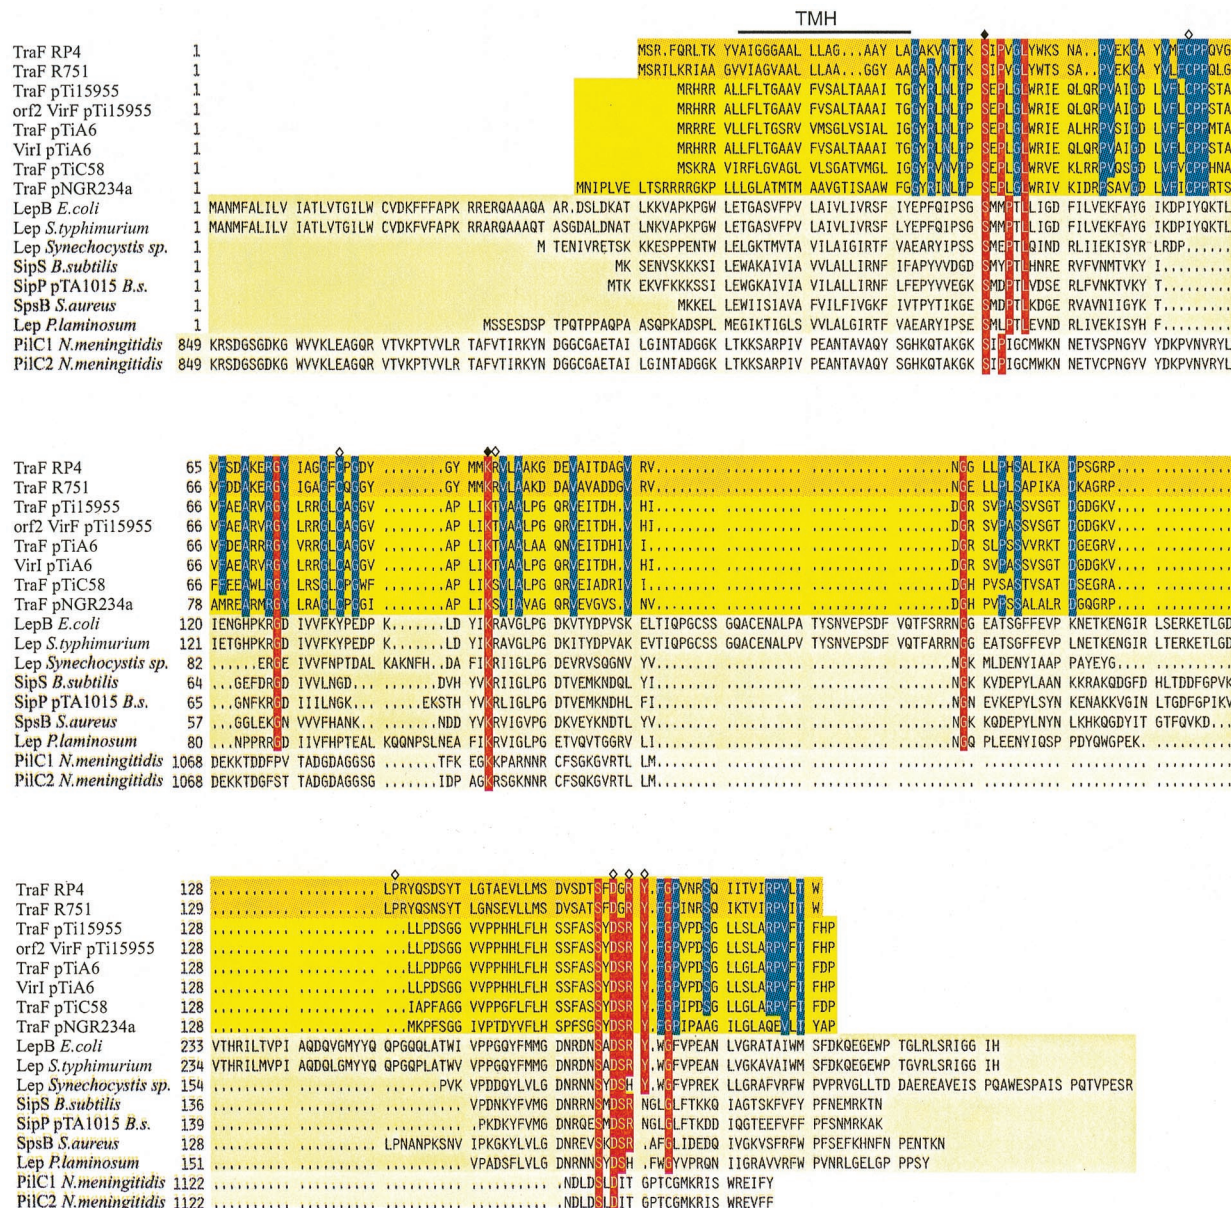 TMH
TraF RP4 1 MSR.FQRLTK YVAIGGGAAL LLAG...AAYL AGAKVNTTK SIPVGLYWKS NA..PVEKGA YVMFCPPQVG
TraF R751 1 MSRILKRIAAG VVIAGVAALL LAA...GGYA AGARVNTTK SIPVGLYWTS SA..PVEKGA YVLFCPPQLG
TraF pTi15955 1 MRHRR ALLFLTGAAV FVSALTAAAI TGGYRLNLTP SEPLGLWRIE QLQRPVAIGD LVFLCPPSTA
orf2 VirF pTi15955 1 MRHRR ALLFLTGAAV FVSALTAAAI TGGYRLNLTP SEPLGLWRIE QLQRPVAIGD LVFLCPPSTA
TraF pTiA6 1 MRRRE VLLFLTGSRV VMSGLVSIAL IGGYRLNLTP SEPLGLWRIE ALHRPVSIGD LVFFCPPMTA
VirI pTiA6 1 MRHRR ALLFLTGAAV FVSALTAAAI TGGYRLNLTP SEPLGLWRIE QLQRPVAIGD LVFLCPPSTA
TraF pTiC58 1 MSKRA VIRFLGVAGL VLSGATVMGL IGGYRVNVTP SEPLGLWRVE KLRRPVQIGD LVFVCPPHNA
TraF pNGR234a 1 MNIPLVE LTSRRRRGKP LLLGLATMTM AAVGTISAAW FGGYRINLTP SEPLGLWRIV KIDRPSAVGD LVFICPPRTS
LepB E.coli 1 MANMFALILV IATLVTGILW CVDKFFFAPK RRERQAAAQA AR.DSLDKAT LKKVAPKPGW LETGASVFPV LAIVLIVRSF IYEPFQIPSG SMMPTLLIGD FILVEKFAYG IKDPIYQKTL
Lep S.typhimurium 1 MANMFALILV IATLVTGILW CVDKFVFAPK RRARQAAAQT ASGDALDNAT LNKVAPKPGW LETGASVFPV LAIVLIVRSF IYEPFQIPSG SMMPTLLIGD FILVEKFAYG IKDPIYQKTL
Lep Synechocystis sp. 1 M TENIVRETSK KKESPPENTW LELGKTMVTA VILAIGIRTF VAEARYIPSS SMEPTLQIND RLIIEKISYR LRDP.....
SipS B.subtilis 1 MK SENVSKKKSI LEWAKAIVIA VVLALLIRNF IFAPYVVDGD SMYPTLHNRE RVFVNMTVKY I........
SipP pTA1015 B.s. 1 MTK EKVFKKKSSI LEWGKAIVIA VILALLIRNF LFEPYVVEGK SMDPTLVDSE RLFVNKTVKY T........
SpsB S.aureus 1 MKKEL LEWIISIAVA FVILFIVGKF IVTPYTIKGE SMDPTLKDGE RVAVNIIGYK T........
Lep P.laminosum 1 MSSESDSP TPQTPPAQPA ASQPKADSPL MEGIKTIGLS VVLALGIRTF VAEARYIPSE SMLPTLEVND RLIVEKISYH F........
PilC1 N.meningitidis 849 KRSDGSGDKG WVVKLEAGQR VTVKPTVVLR TAFVTIRKYN DGGCGAETAI LGINTADGGK LTKKSARPIV PEANTAVAQY SGHKQTAKGK SIPIGCMWKN NETVCPNGYV YDKPVNVRYL
PilC2 N.meningitidis 849 KRSDGSGDKG WVVKLEAGQR VTVKPTVVLR TAFVTIRKYN DGGCGAETAI LGINTADGGK LTKKSARPIV PEANTAVAQY SGHKQTAKGK SIPIGCMWKN NETVCPNGYV YDKPVNVRYL
TraF RP4 65 VFSDAKERGY IAGGFCPGDY ........GY MMKRVLAAKG DEVAITDAGV RV........ .......... .......... .......NGG LLPHSALIKA DPSGRP.... ..........
TraF R751 66 VFDDAKERGY IGAGFCQGGY ........GY MMKRVLAAKD DAVAVADDGV RV........ .......... .......... .......NGE LLPLSAPIKA DKAGRP.... ..........
TraF pTi15955 66 VFAEARVRGY LRRGLCAGGV ........AP LIKTVAALPG QRVEITDH.V HI........ .......... .......... .......DGR SVPASSVSGT DGDGKV.... ..........
orf2 VirF pTi15955 66 VFAEARVRGY LRRGLCAGGV ........AP LIKTVAALPG QRVEITDH.V HI........ .......... .......... .......DGR SVPASSVSGT DGDGKV.... ..........
TraF pTiA6 66 VFDEARRRGY VRRGLCAGGV ........AP LIKTVAALAA QNVEITDHIV I......... .......... .......... .......DGR SLPSSVVRKT DGEGRV.... ..........
VirI pTiA6 66 VFAEARVRGY LRRGLCAGGV ........AP LIKTVAALPG QRVEITDH.V HI........ .......... .......... .......DGR SVPASSVSGT DGDGKV.... ..........
TraF pTiC58 66 FFEEAWLRGY LRSGLCPGWF ........AP LIKSVLALPG QRVEIADRIV I......... .......... .......... .......DGH PVSASTVSAT DSEGRA.... ..........
TraF pNGR234a 78 AMREARMRGY LRAGLCPGGI ........AP LIKSVIAVAG QRVEVGVS.V NV........ .......... .......... .......DGH PVPSSALALR DGQGRP.... ..........
LepB E.coli 120 IENGHPKRGD IVVFKYPEDP K.......LD YIKRAVGLPG DKVTYDPVSK ELTIQPGCSS GQACENALPA TYSNVEPSDF VQTFSRRNGG EATSGFFEVP KNETKENGIR LSERKETLGD
Lep S.typhimurium 121 IETGHPKRGD IVVFKYPEDP K.......LD YIKRAVGLPG DKITYDPVAK EVTIQPGCSS GQACENALPV TYSNVEPSDF VQTFARRNGG EATSGFFEVP LNETKENGIR LTERKETLGD
Lep Synechocystis sp. 82 ......ERGE IVVFNPTDAL KAKNFH..DA FIKRIIGLPG DEVRVSQGNV YV........ .......... .......... .......NGK MLDENYIAAP PAYEYG.... ..........
SipS B.subtilis 64 ...GEFDRGD IVVLNGD... .......DVH YVKRIIGLPG DTVEMKNDQL YI........ .......... .......... .......NGK KVDEPYLAAN KKRAKQDGFD HLTDDFGPVK
SipP pTA1015 B.s. 65 ...GNFKRGD IIILNGK... .....EKSTH YVKRLIGLPG DTVEMKNDHL FI........ .......... .......... .......NGN EVKEPYLSYN KENAKKVGIN LTGDFGPIKV
SpsB S.aureus 57 ...GGLEKGN VVVFHANK.. .......NDD YVKRVIGVPG DKVEYKNDTL YV........ .......... .......... .......NGK KQDEPYLNYN LKHKQGDYIT GTFQVKD...
Lep P.laminosum 80 ...NPPRRGD IIVFHPTEAL KQQNPSLNEA FIKRVIGLPG ETVQVTGGRV LI........ .......... .......... .......NGQ PLEENYIQSP PDYQWGPEK. ..........
PilC1 N.meningitidis 1068 DEKKTDDFPV TADGDAGGSG .......TFK EGKKPARNNR CFSGKGVRTL LM........ .......... .......... .......... .......... .......... ..........
PilC2 N.meningitidis 1068 DEKKTDGFST TADGDAGGSG .......IDP AGKRSGKNNR CFSQKGVRTL LM........ .......... .......... .......... .......... .......... ..........
TraF RP4 128 .......... .......... ..LPRYQSDSYTL LGTAEVLLMS DVSDTSFDGR Y.FGPVNRSQ IITVIRPVLT W
TraF R751 129 .......... .......... ..LPRYQSNSYTL LGNSEVLLMS DVSATSFDGR Y.FGPINRSQ IKTVIRPVIT W
TraF pTi15955 128 .......... .......... .....LLPDSGG VVPPHHLFLH SSFASSYDSR Y.FGPVPDSG LLSLARPVFT FHP
orf2 VirF pTi15955 128 .......... .......... .....LLPDSGG VVPPHHLFLH SSFASSYDSR Y.FGPVPDSG LLSLARPVFT FHP
TraF pTiA6 128 .......... .......... .....LLPDPGG VVPPHHLFLH SSFASSYDSR Y.FGPVPDSG LLGLARPVFT FDP
VirI pTiA6 128 .......... .......... .....LLPDSGG VVPPHHLFLH SSFASSYDSR Y.FGPVPDSG LLSLARPVFT FHP
TraF pTiC58 128 .......... .......... .....IAPFAGG VVPPGFLFLH SSFASSYDSR Y.FGPIPDSG LLGLARPVFT FDP
TraF pNGR234a 128 .......... .......... .....MKPFSGG IVPTDYVFLH SPFSGSYDSR Y.FGPIPAAG ILGLAQEVLT YAP
LepB E.coli 233 VTHRILTVPI AQDQVGMYYQ QPGQQLATWI VPPGQYFMMG DNRDNSADSR Y.WGFVPEAN LVGRATAIWM SFDKQEGEWP TGLRLSRIGG IH
Lep S.typhimurium 234 VTHRILMVPI AQDQLGMYYQ QPGQPLATWV VPPGQYFMMG DNRDNSADSR Y.WGFVPEAN LVGKAVAIWM SFDKQEGEWP TGVRLSRIGG IH
Lep Synechocystis sp. 154 .......... .......... .......PVK VPDDQYLVLG DNRNNSYDSH Y.WGFVPREK LLGRAFVRFW PVPRVGLLTD DAEREAVEIS PQAWESPAIS PQTVPESR
SipS B.subtilis 136 .......... .......... .......... VPDNKYFVMG DNRRNSMDSR NGLGLFTKKQ IAGTSKFVFY PFNEMRKTN
SipP pTA1015 B.s. 139 .......... .......... .......... .PKDKYFVMG DNRQESMDSR NGLGLFTKDD IQGTEEFVFF PFSNMRKAK
SpsB S.aureus 128 .......... .......... LPNANPKSNV IPKGKYLVLG DNREVSKDSR .AFGLIDEDQ IVGKVSFRFW PFSEFKHNFN PENTKN
Lep P.laminosum 151 .......... .......... .......... VPADSFLVLG DNRNNSYDSH .FWGYVPRQN IIGRAVVRFW PVNRLGELGP PPSY
PilC1 N.meningitidis 1122 .......... .......... .......... .......... .NDLDSLDIT GPTCGMKRIS WREIFY
PilC2 N.meningitidis 1122 .......... .......... .......... .......... .NDLDSLDIT GPTCGMKRIS WREVFF